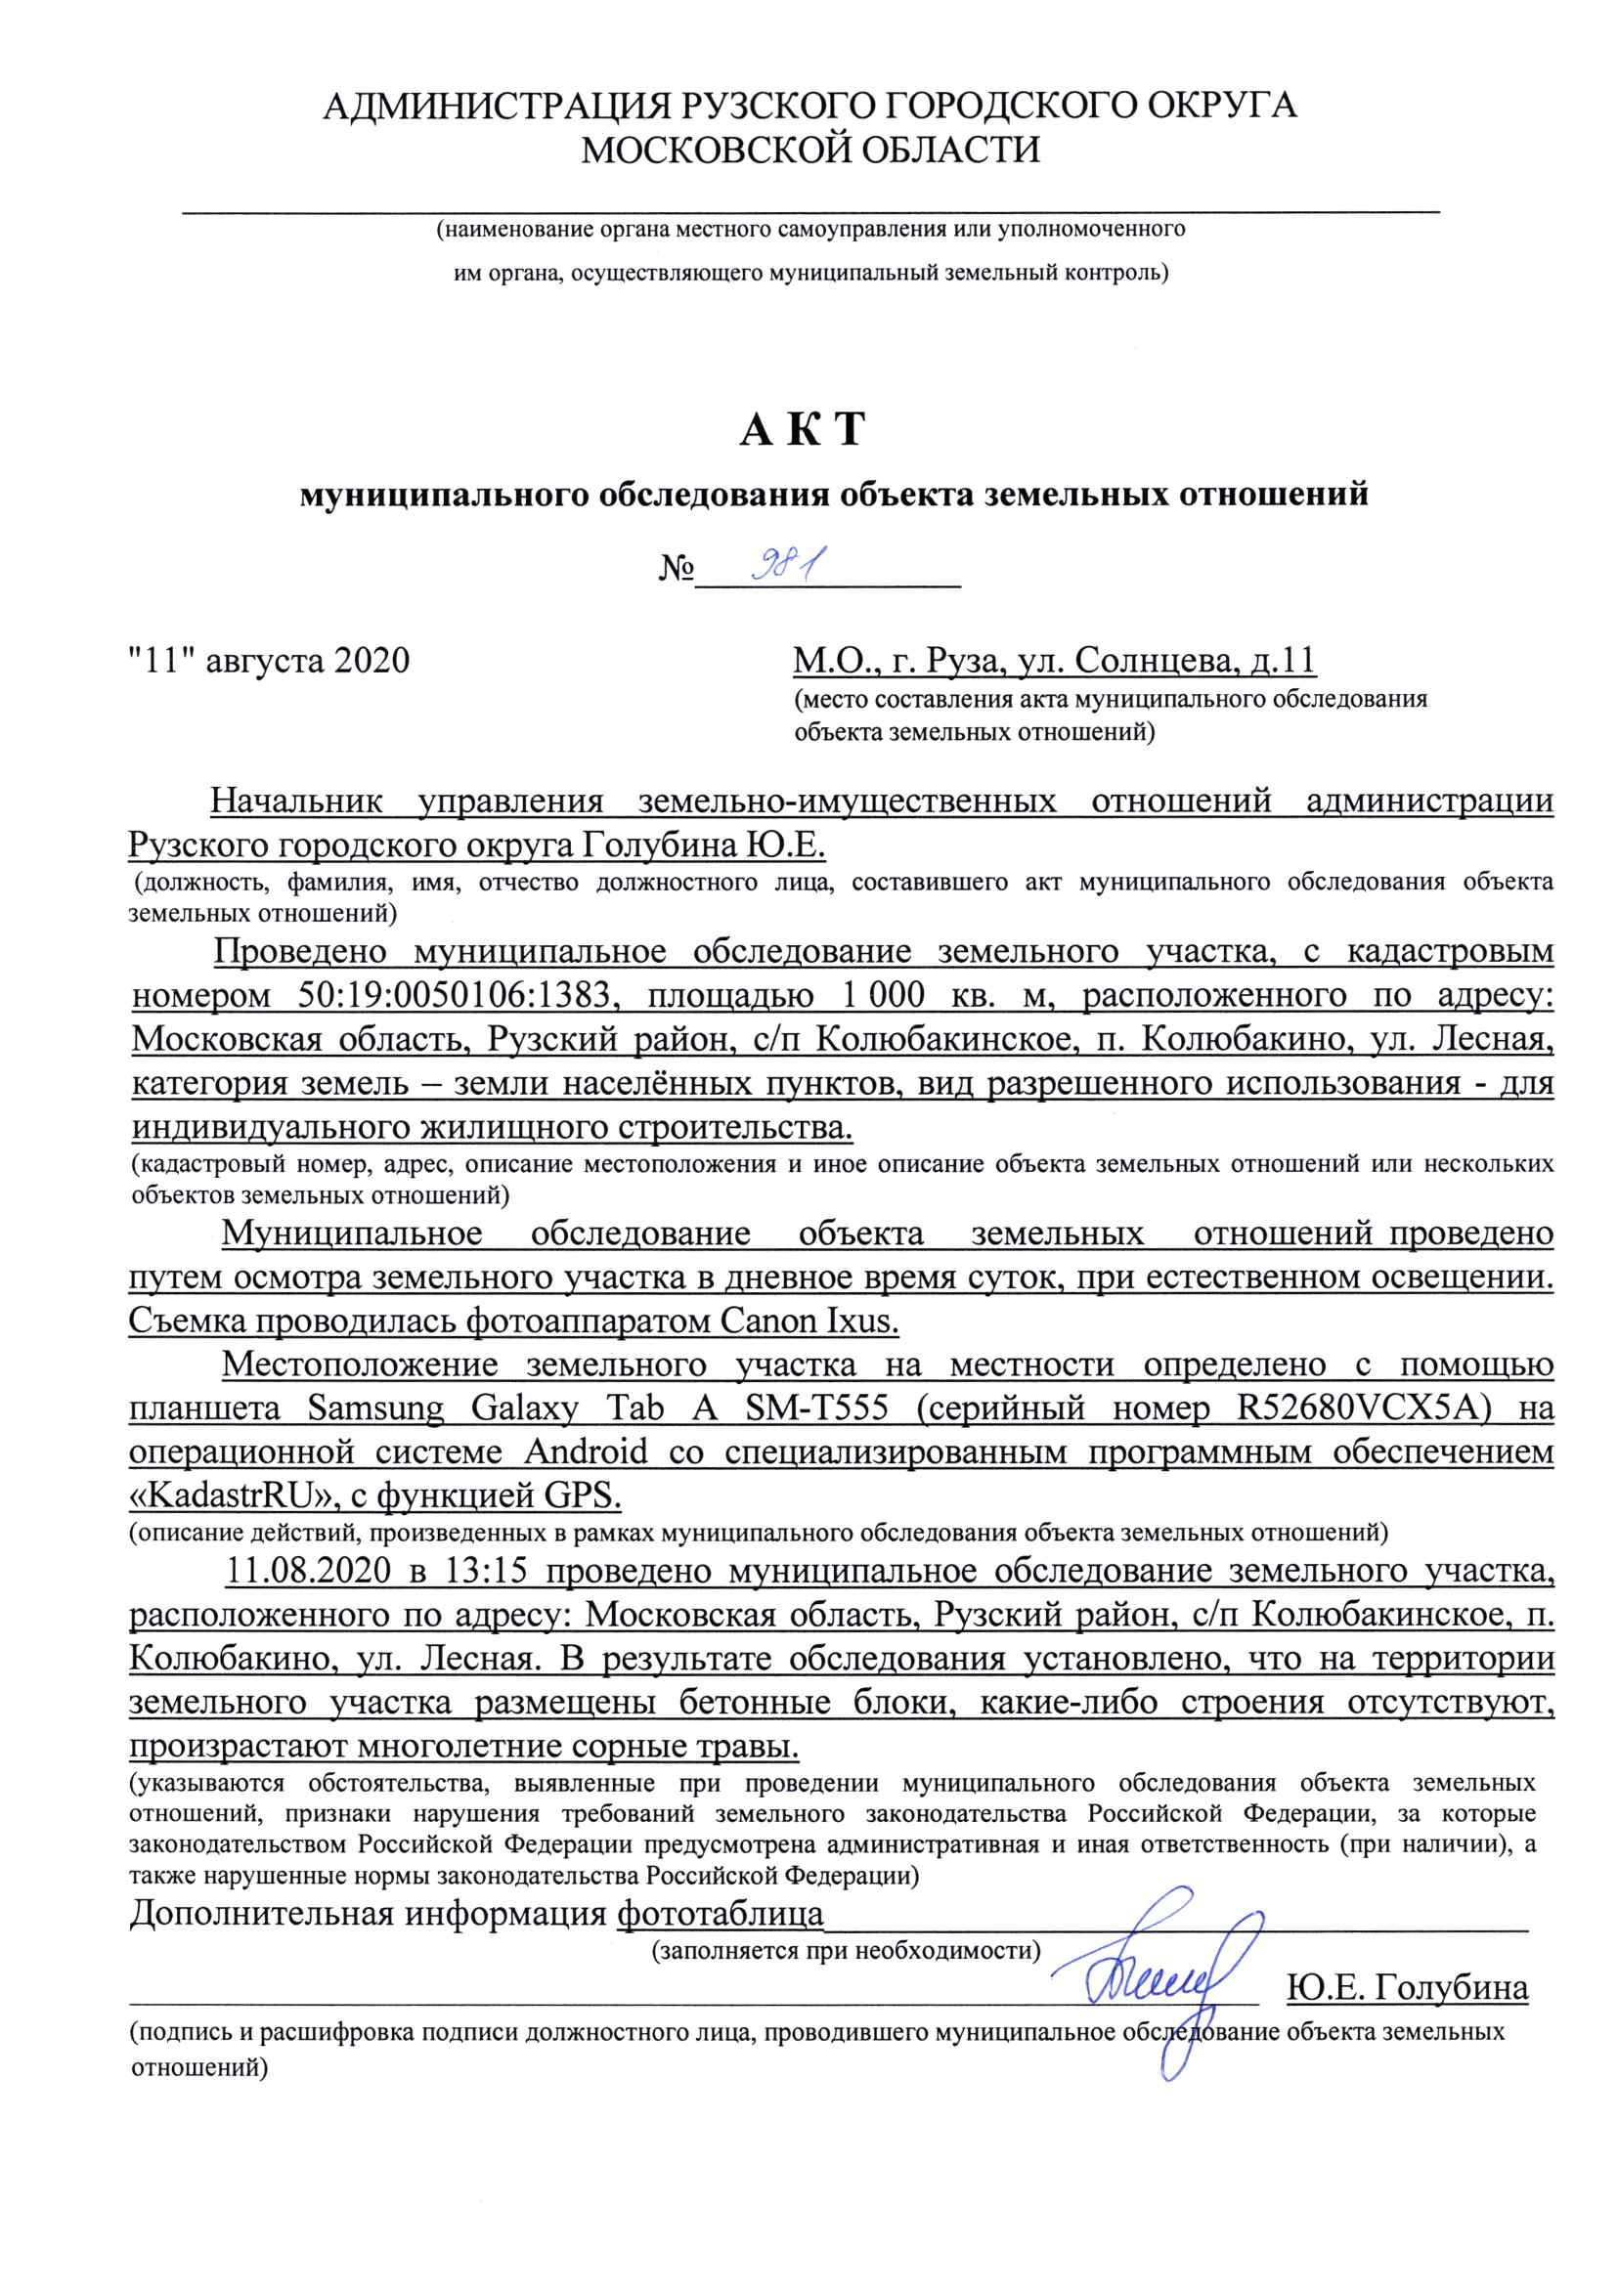 АДМИНИСТРАЦИЯ РУЗСКОГО ГОРОДСКОГО ОКРУГА
МОСКОВСКОЙ ОБЛАСТИ
(наименование органа местного самоуправления или уполномоченного
им органа, осуществляющего муниципальный земельный контроль)
А К Т
муниципального обследования объекта земельных отношений
№ 981
"11" августа 2020
М.О., г. Руза, ул. Солнцева, д.11
(место составления акта муниципального обследования
объекта земельных отношений)
Начальник управления земельно-имущественных отношений администрации
Рузского городского округа Голубина Ю.Е.
(должность, фамилия, имя, отчество должностного лица, составившего акт муниципального обследования объекта
земельных отношений)
Проведено муниципальное обследование земельного участка, с кадастровым
номером 50:19:0050106:1383, площадью 1 000 кв. м, расположенного по адресу:
Московская область, Рузский район, с/п Колюбакинское, п. Колюбакино, ул. Лесная,
категория земель – земли населённых пунктов, вид разрешенного использования - для
индивидуального жилищного строительства.
(кадастровый номер, адрес, описание местоположения и иное описание объекта земельных отношений или нескольких
объектов земельных отношений)
Муниципальное обследование объекта земельных отношений проведено
путем осмотра земельного участка в дневное время суток, при естественном освещении.
Съемка проводилась фотоаппаратом Canon Ixus.
Местоположение земельного участка на местности определено с помощью
планшета Samsung Galaxy Tab A SM-T555 (серийный номер R52680VCX5A) на
операционной системе Android со специализированным программным обеспечением
«KadastrRU», с функцией GPS.
(описание действий, произведенных в рамках муниципального обследования объекта земельных отношений)
11.08.2020 в 13:15 проведено муниципальное обследование земельного участка,
расположенного по адресу: Московская область, Рузский район, с/п Колюбакинское, п.
Колюбакино, ул. Лесная. В результате обследования установлено, что на территории
земельного участка размещены бетонные блоки, какие-либо строения отсутствуют,
произрастают многолетние сорные травы.
(указываются обстоятельства, выявленные при проведении муниципального обследования объекта земельных
отношений, признаки нарушения требований земельного законодательства Российской Федерации, за которые
законодательством Российской Федерации предусмотрена административная и иная ответственность (при наличии), а
также нарушенные нормы законодательства Российской Федерации)
Дополнительная информация фототаблица
(заполняется при необходимости)
Ю.Е. Голубина
(подпись и расшифровка подписи должностного лица, проводившего муниципальное обследование объекта земельных
отношений)